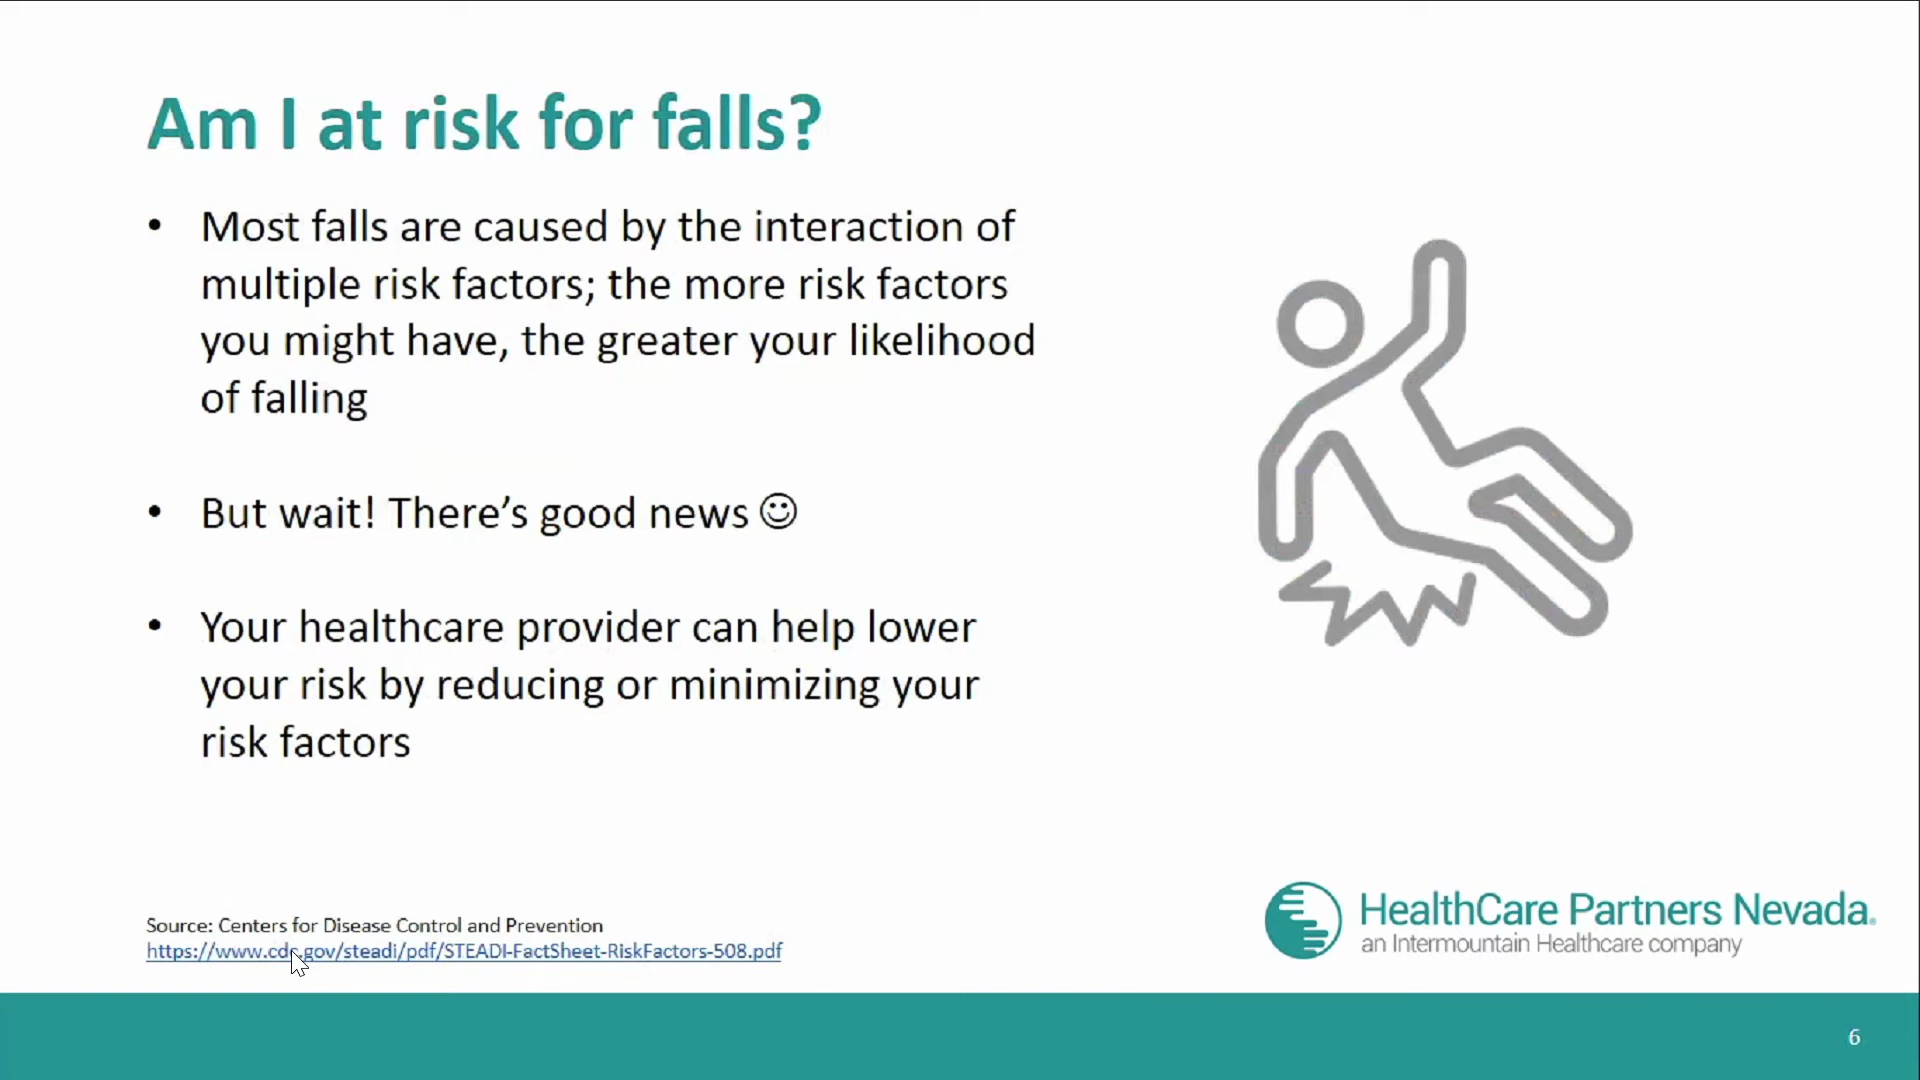 Am I at risk for falls?
• Most falls are caused by the interaction of
multiple risk factors; the more risk factors
you might have, the greater your likelihood
of falling
• But wait! There’s good news ☺
• Your healthcare provider can help lower
your risk by reducing or minimizing your
risk factors
Source: Centers for Disease Control and Prevention
https://www.cdc.gov/steadi/pdf/STEADI-FactSheet-RiskFactors-508.pdf
HealthCare Partners Nevada®
an Intermountain Healthcare company
6